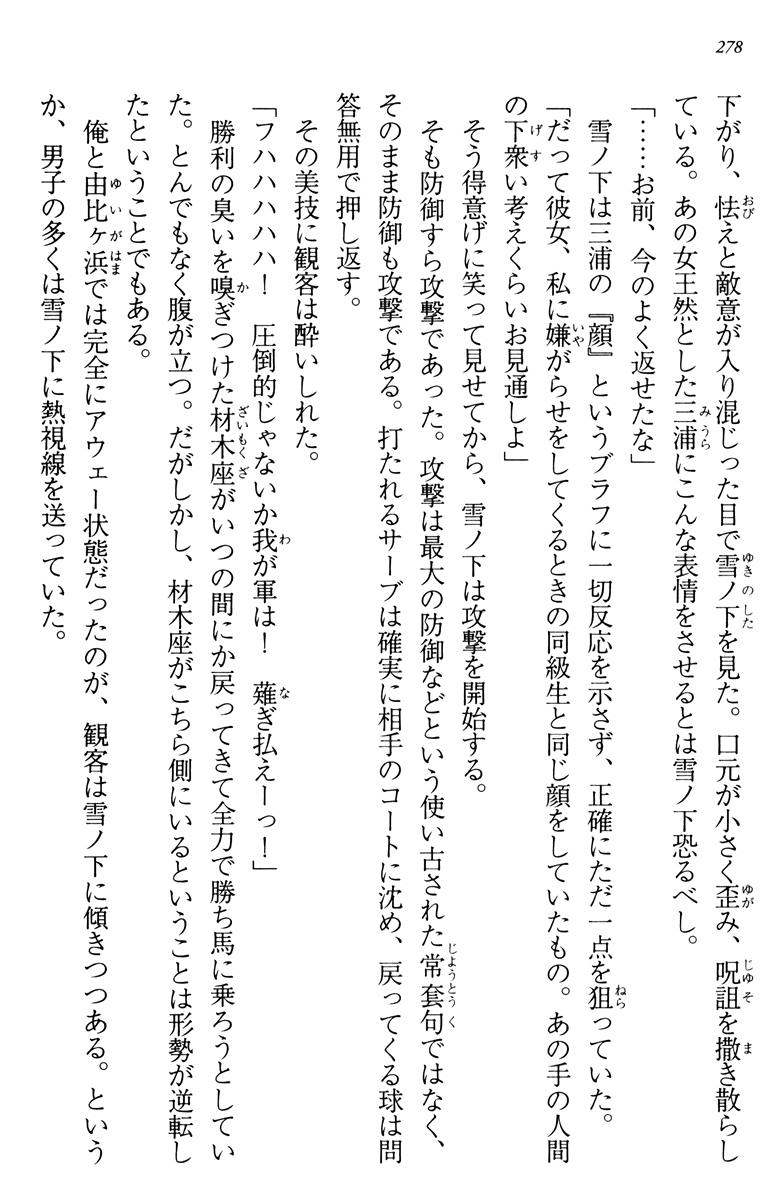 278
下がり、怯えと敵意が入り混じった目で雪ノ下を見た。口元が小さく歪み、呪詛を撒き散らし
ている。あの女王然とした三浦にこんな表情をさせるとは雪ノ下恐るべし。
「……お前、今のよく返せたな」
雪ノ下は三浦の『顔』というブラフに一切反応を示さず、正確にただ一点を狙っていた。
「だって彼女、私に嫌がらせをしてくるときの同級生と同じ顔をしていたもの。あの手の人間
の下衆い考えくらいお見通しよ」
そう得意げに笑って見せてから、雪ノ下は攻撃を開始する。
そも防御すら攻撃であった。攻撃は最大の防御などという使い古された常套句ではなく、
そのまま防御も攻撃である。打たれるサーブは確実に相手のコートに沈め、戻ってくる球は問
答無用で押し返す。
その美技に観客は酔いしれた。
「フハハハハハ！　圧倒的じゃないか我が軍は！　薙ぎ払えーっ！」
勝利の臭いを嗅ぎつけた材木座がいつの間にか戻ってきて全力で勝ち馬に乗ろうとしてい
た。とんでもなく腹が立つ。だがしかし、材木座がこちら側にいるということは形勢が逆転し
たということでもある。
俺と由比ヶ浜では完全にアウェー状態だったのが、観客は雪ノ下に傾きつつある。という
か、男子の多くは雪ノ下に熱視線を送っていた。